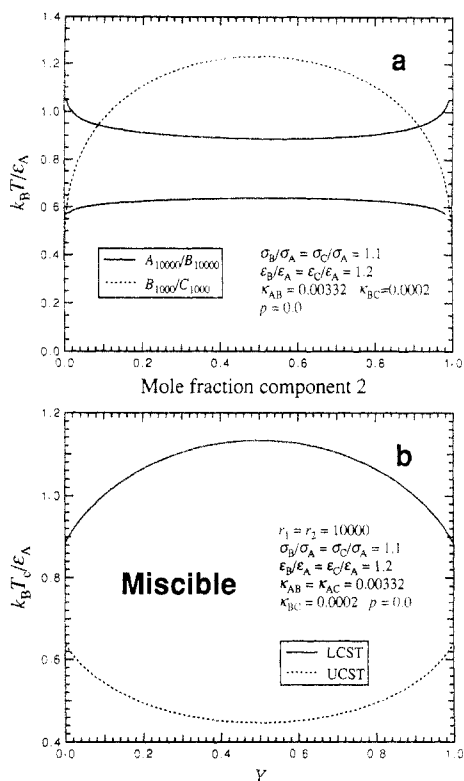 1.4
a
1.2
1.0
0.8
0.6
0.4
0.2
0.0
k_B T/ε_A
A_10000/B_10000
B_1000/C_1000
σ_B/σ_A = σ_C/σ_A = 1.1
ε_B/ε_A = ε_C/ε_A = 1.2
κ_AB = 0.00332 κ_BC=0.0002
p = 0.0
0.0 0.2 0.4 0.6 0.8 1.0
Mole fraction component 2
1.2
b
1.0
0.8
0.6
0.4
k_B T_c/ε_A
Miscible
r_1 = r_2 = 10000
σ_B/σ_A = σ_C/σ_A = 1.1
ε_B/ε_A = ε_C/ε_A = 1.2
κ_AB = κ_AC = 0.00332
κ_BC = 0.0002 p = 0.0
LCST
UCST
0.0 0.2 0.4 0.6 0.8 1.0
Y